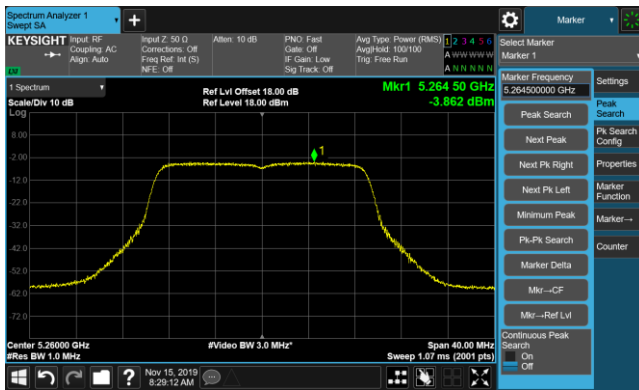 Spectrum Analyzer 1
Swept SA
+
Marker
KEYSIGHT
Input: RF
Coupling: AC
Align: Auto
Input Z: 50 Ω
Corrections: Off
Freq Ref: Int (S)
NFE: Off
Atten: 10 dB
PNO: Fast
Gate: Off
IF Gain: Low
Sig Track: Off
Avg Type: Power (RMS)
Avg|Hold: 100/100
Trig: Free Run
1 2 3 4 5 6
A W W W W W
A N N N N N
Select Marker
Marker 1
LU
1 Spectrum
Scale/Div 10 dB
Log
Ref Lvl Offset 18.00 dB
Ref Level 18.00 dBm
Mkr1 5.264 50 GHz
-3.862 dBm
8.00
-2.00
-12.0
-22.0
-32.0
-42.0
-52.0
-62.0
-72.0
1
Center 5.26000 GHz
#Res BW 1.0 MHz
#Video BW 3.0 MHz*
Span 40.00 MHz
Sweep 1.07 ms (2001 pts)
Marker Frequency
5.264500000 GHz
Peak Search
Next Peak
Next Pk Right
Next Pk Left
Minimum Peak
Pk-Pk Search
Marker Delta
Mkr→CF
Mkr→Ref Lvl
Continuous Peak
Search
On
Off
Settings
Peak
Search
Pk Search
Config
Properties
Marker
Function
Marker→
Counter
?
Nov 15, 2019
8:29:12 AM